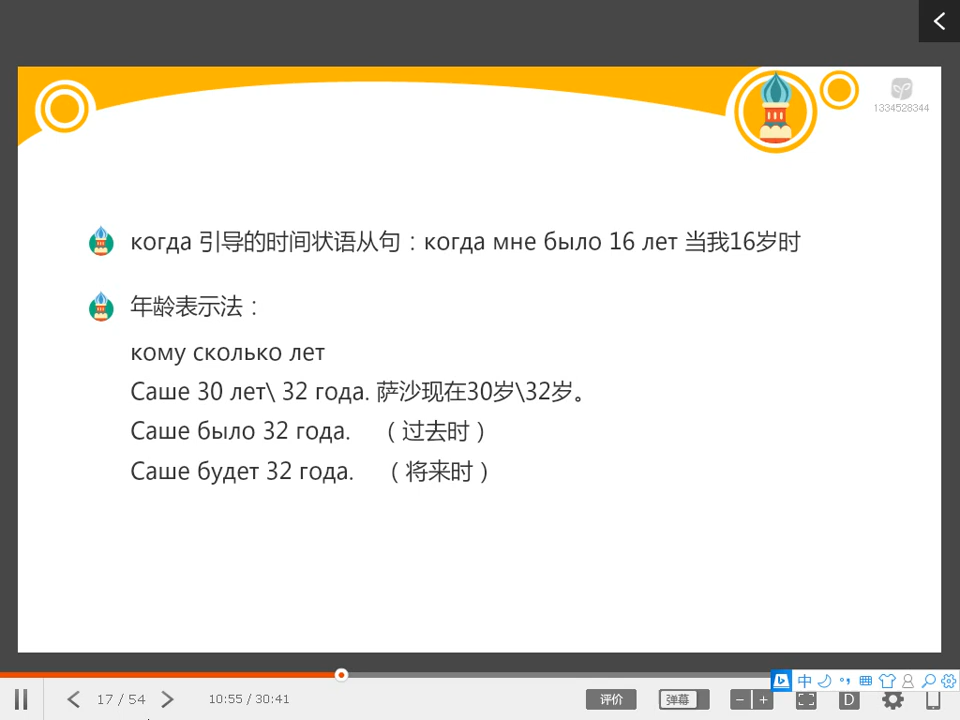 1334528344
когда 引导的时间状语从句：когда мне было 16 лет 当我16岁时
年龄表示法：
кому сколько лет
Саше 30 лет\ 32 года. 萨沙现在30岁\32岁。
Саше было 32 года. （过去时）
Саше будет 32 года. （将来时）
17 / 54 10:55 / 30:41 评价 弹幕 D
中